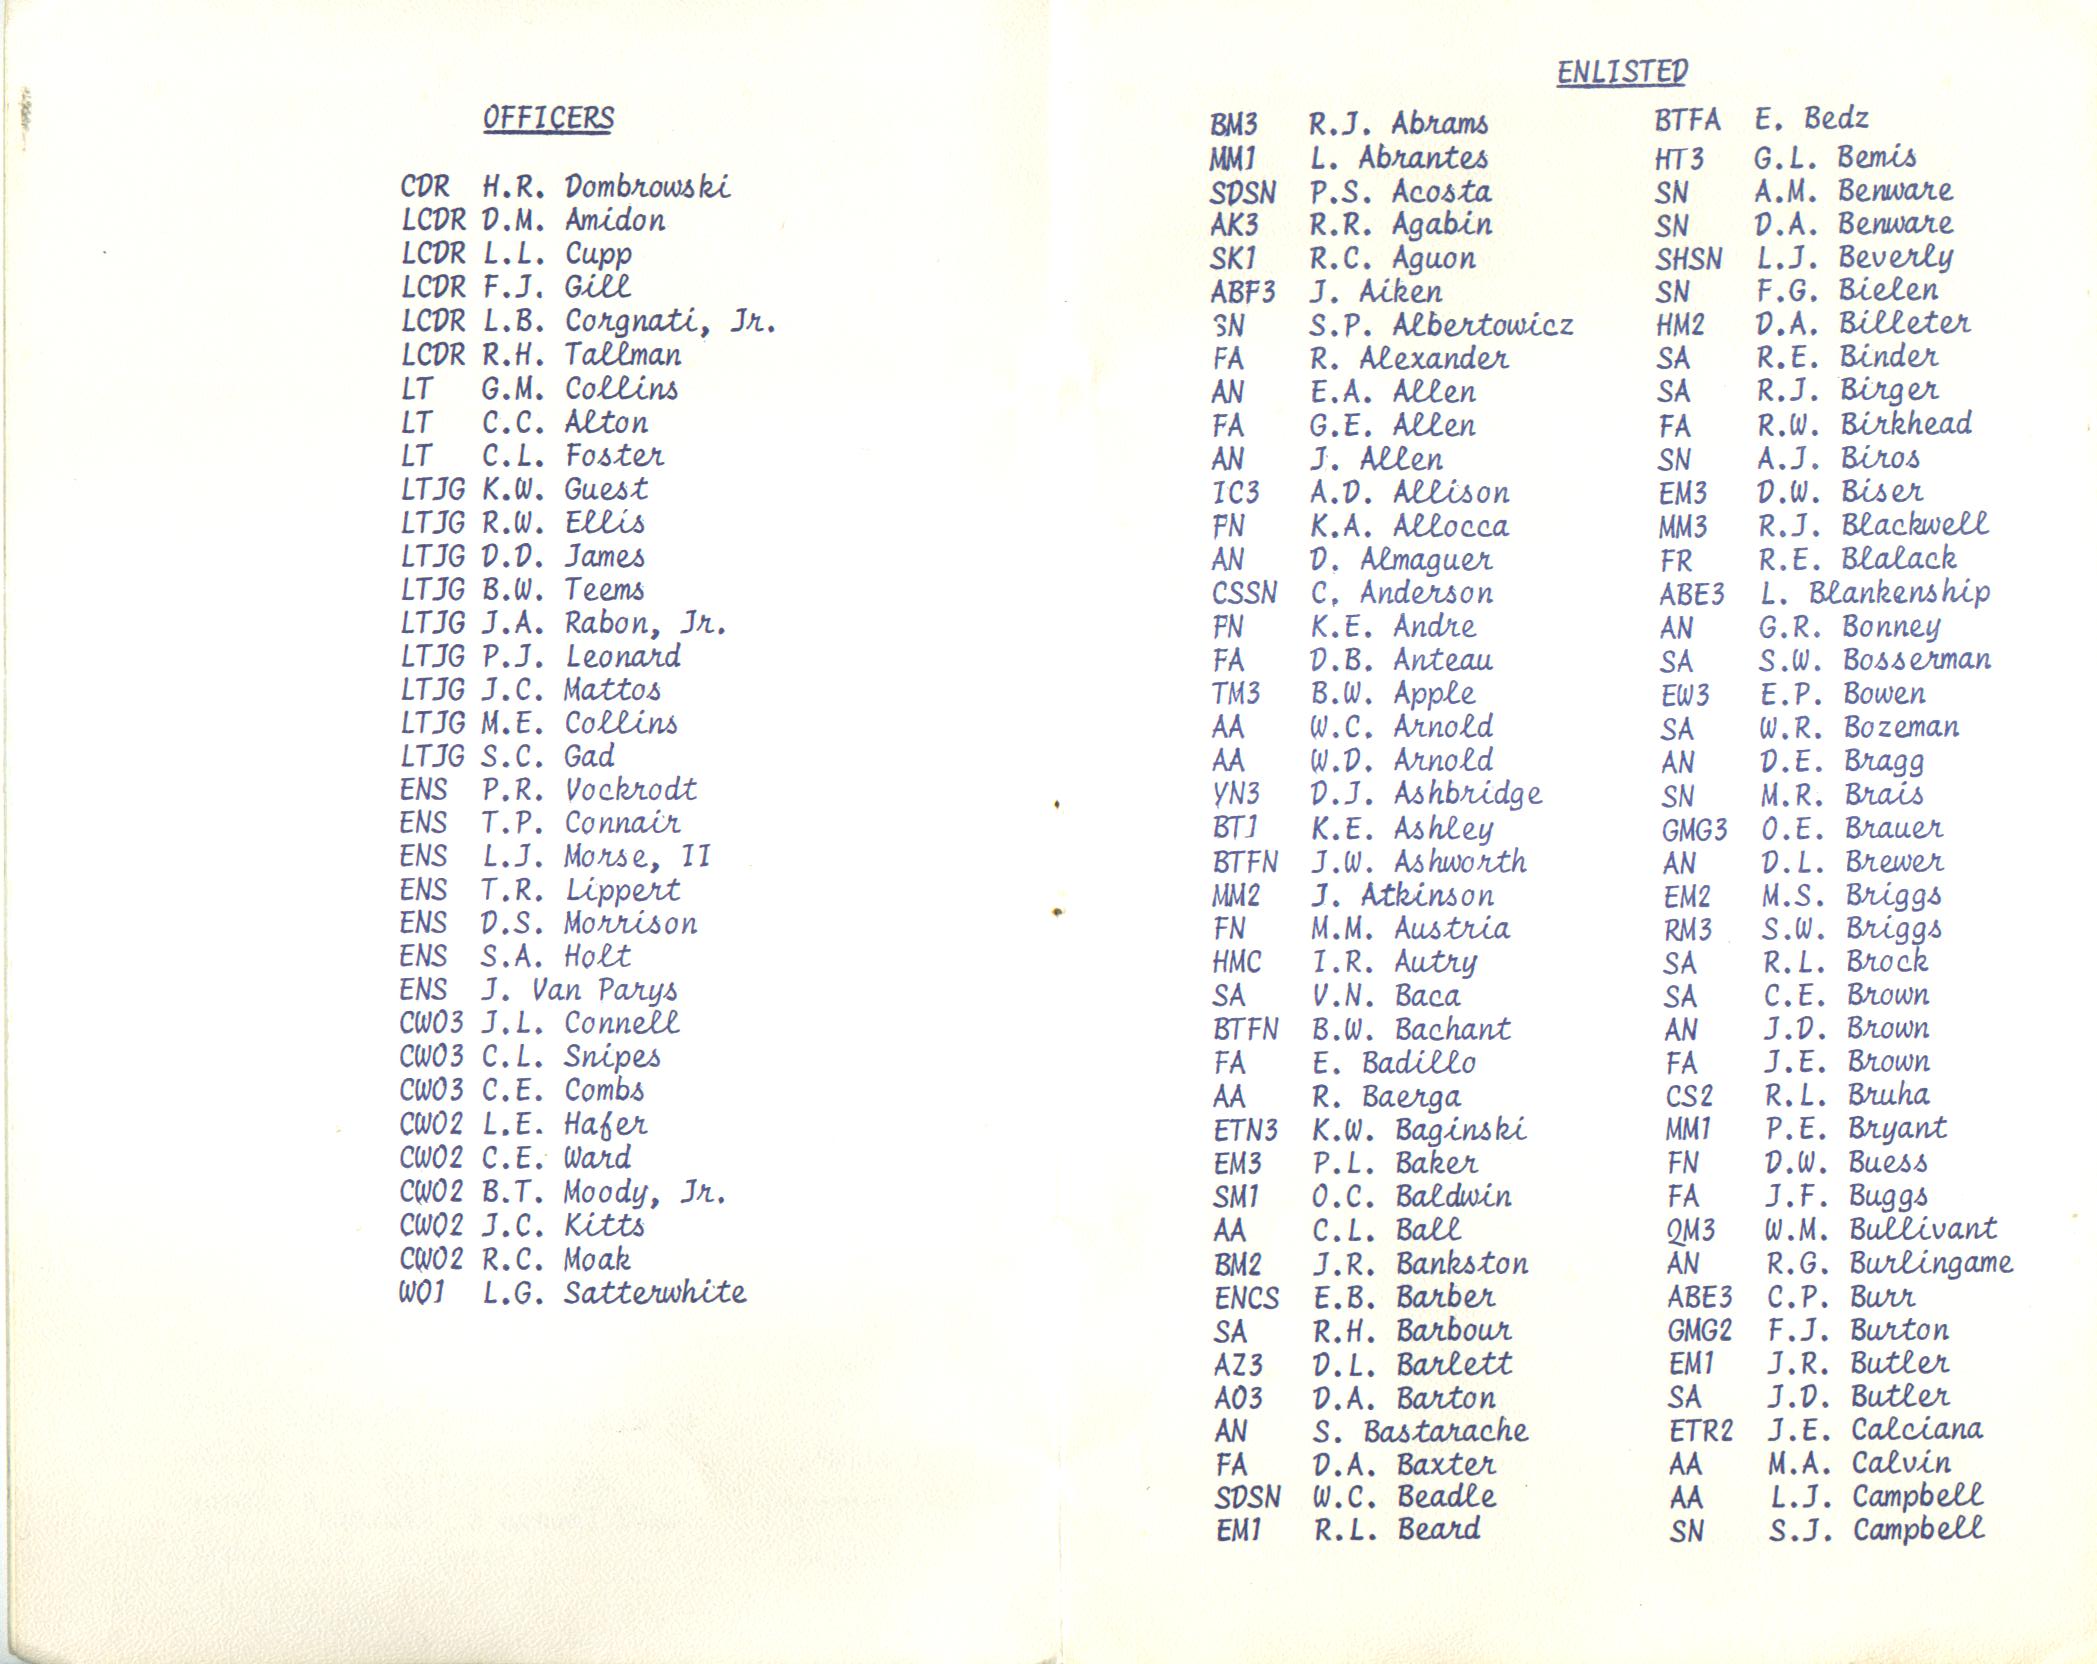 OFFICERS
CDR H.R. Dombrowski
LCDR D.M. Amidon
LCDR L.L. Cupp
LCDR F.J. Gill
LCDR L.B. Corgnati, Jr.
LCDR R.H. Tallman
LT G.M. Collins
LT C.C. Alton
LT C.L. Foster
LTJG K.W. Guest
LTJG R.W. Ellis
LTJG D.D. James
LTJG B.W. Teems
LTJG J.A. Rabon, Jr.
LTJG P.J. Leonard
LTJG J.C. Mattos
LTJG M.E. Collins
LTJG S.C. Gad
ENS P.R. Vockrodt
ENS T.P. Connair
ENS L.J. Morse, II
ENS T.R. Lippert
ENS D.S. Morrison
ENS S.A. Holt
ENS J. Van Parys
CWO3 J.L. Connell
CWO3 C.L. Snipes
CWO3 C.E. Combs
CWO2 L.E. Hafer
CWO2 C.E. Ward
CWO2 B.T. Moody, Jr.
CWO2 J.C. Kitts
CWO2 R.C. Moak
WO1 L.G. Satterwhite
ENLISTED
BM3 R.J. Abrams
MM1 L. Abrantes
SDSN P.S. Acosta
AK3 R.R. Agabin
SK1 R.C. Aguon
ABF3 J. Aiken
SN S.P. Albertowicz
FA R. Alexander
AN E.A. Allen
FA G.E. Allen
AN J. Allen
IC3 A.D. Allison
FN K.A. Allocca
AN D. Almaguer
CSSN C. Anderson
FN K.E. Andre
FA D.B. Anteau
TM3 B.W. Apple
AA W.C. Arnold
AA W.D. Arnold
YN3 D.J. Ashbridge
BT1 K.E. Ashley
BTFN J.W. Ashworth
MM2 J. Atkinson
FN M.M. Austria
HMC I.R. Autry
SA V.N. Baca
BTFN B.W. Bachant
FA E. Badillo
AA R. Baerga
ETN3 K.W. Baginski
EM3 P.L. Baker
SM1 O.C. Baldwin
AA C.L. Ball
BM2 J.R. Bankston
ENCS E.B. Barber
SA R.H. Barbour
AZ3 D.L. Barlett
AO3 D.A. Barton
AN S. Bastarache
FA D.A. Baxter
SDSN W.C. Beadle
EM1 R.L. Beard
BTFA E. Bedz
HT3 G.L. Bemis
SN A.M. Benware
SN D.A. Benware
SHSN L.J. Beverly
SN F.G. Bielen
HM2 D.A. Billeter
SA R.E. Binder
SA R.J. Birger
FA R.W. Birkhead
SN A.J. Biros
EM3 D.W. Biser
MM3 R.J. Blackwell
FR R.E. Blalack
ABE3 L. Blankenship
AN G.R. Bonney
SA S.W. Bosserman
EW3 E.P. Bowen
SA W.R. Bozeman
AN D.E. Bragg
SN M.R. Brais
GMG3 O.E. Brauer
AN D.L. Brewer
EM2 M.S. Briggs
RM3 S.W. Briggs
SA R.L. Brock
SA C.E. Brown
AN J.D. Brown
FA J.E. Brown
CS2 R.L. Bruha
MM1 P.E. Bryant
FN D.W. Buess
FA J.F. Buggs
QM3 W.M. Bullivant
AN R.G. Burlingame
ABE3 C.P. Burr
GMG2 F.J. Burton
EM1 J.R. Butler
SA J.D. Butler
ETR2 J.E. Calciana
AA M.A. Calvin
AA L.J. Campbell
SN S.J. Campbell